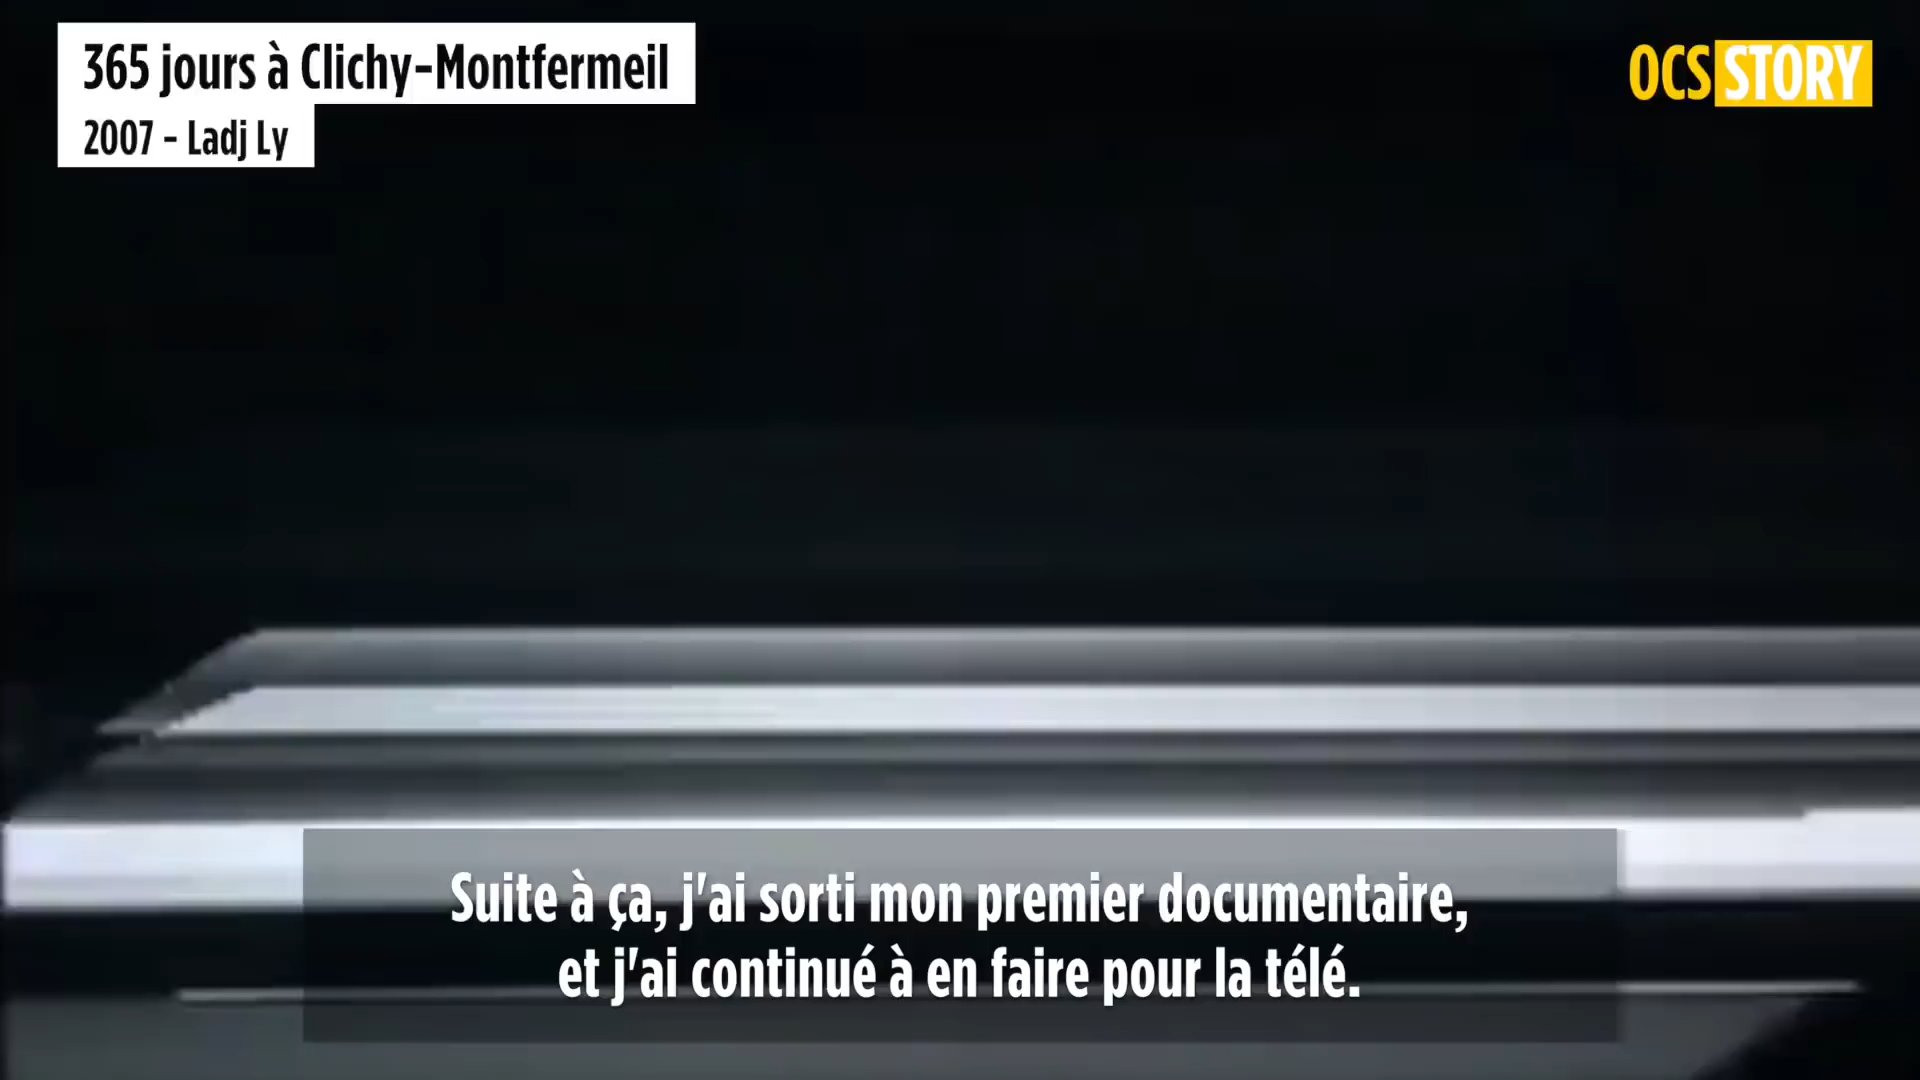 365 jours à Clichy-Montfermeil
2007 - Ladj Ly
OCS STORY
Suite à ça, j'ai sorti mon premier documentaire,
et j'ai continué à en faire pour la télé.